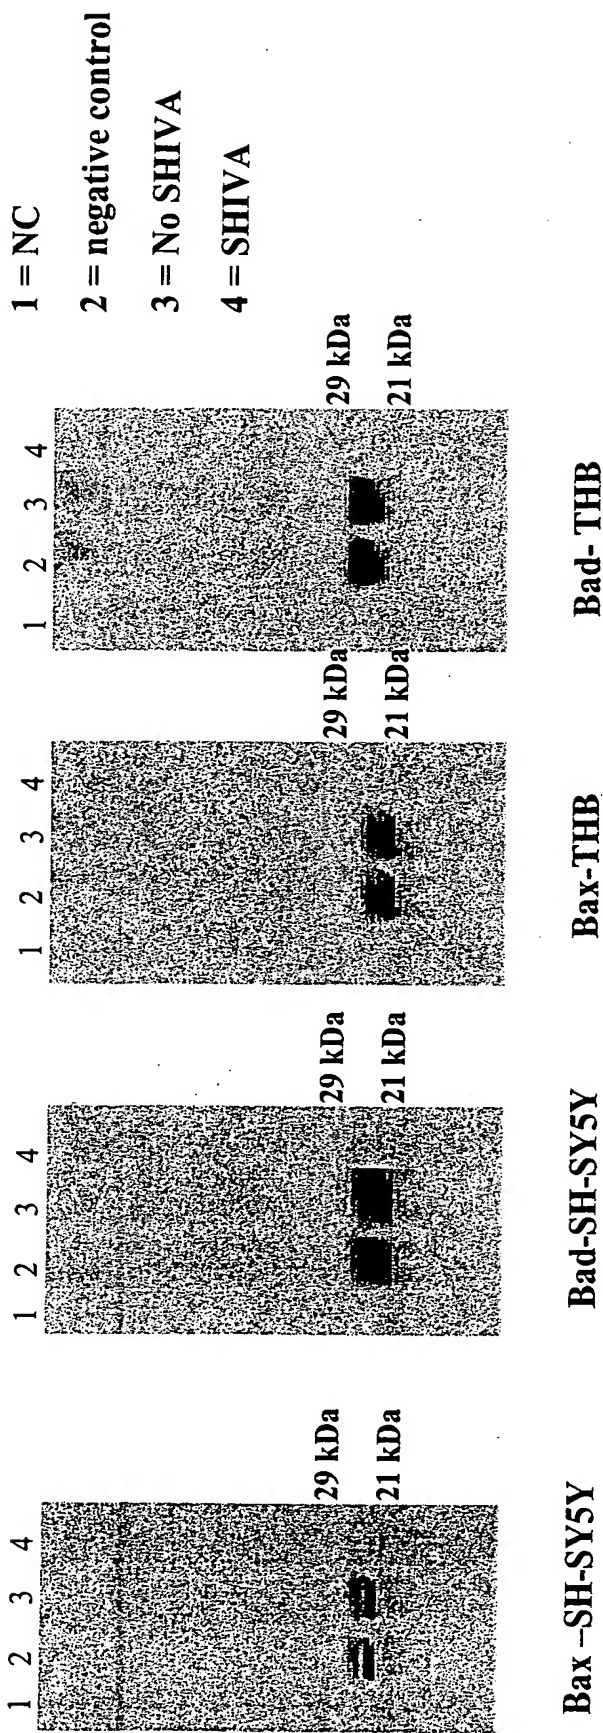 1 = NC
2 = negative control
3 = No SHIVA
4 = SHIVA
1 2 3 4
29 kDa
21 kDa
Bax –SH-SY5Y
1 2 3 4
29 kDa
21 kDa
Bad-SH-SY5Y
1 2 3 4
29 kDa
21 kDa
Bax-THB
1 2 3 4
29 kDa
21 kDa
Bad- THB